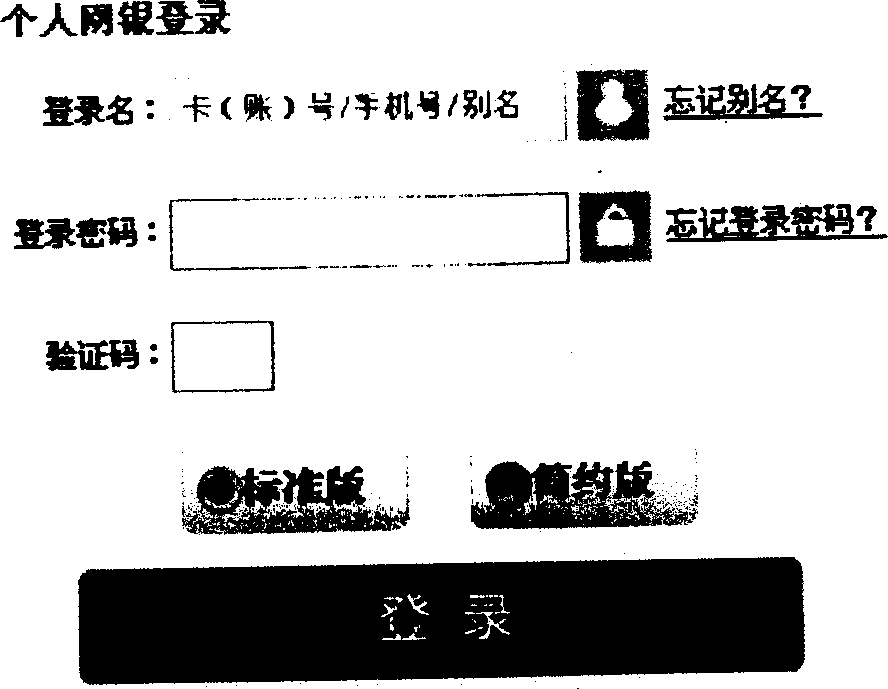 个人网银登录
登录名： 卡（账）号/手机号/别名 忘记别名？
登录密码： 忘记登录密码？
验证码：
标准版 简约版
登 录